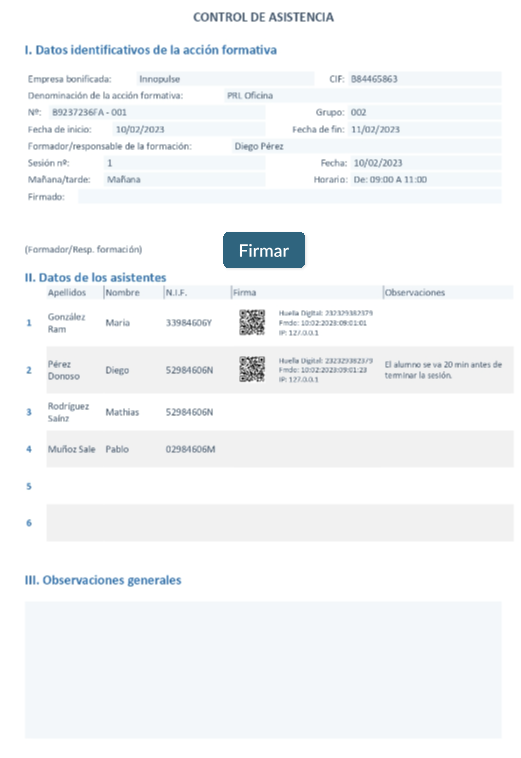 CONTROL DE ASISTENCIA
I. Datos identificativos de la acción formativa
Empresa bonificada: Innopulse CIF: B84465863
Denominación de la acción formativa: PRL Oficina
Nº: B9237236FA - 001 Grupo: 002
Fecha de inicio: 10/02/2023 Fecha de fin: 11/02/2023
Formador/responsable de la formación: Diego Pérez
Sesión nº: 1 Fecha: 10/02/2023
Mañana/tarde: Mañana Horario: De: 09:00 A 11:00
Firmado:
(Formador/Resp. formación)
Firmar
II. Datos de los asistentes
Apellidos Nombre N.I.F. Firma Observaciones
1 González Ram Maria 33984606Y
Huella Digital: 232329382379
Fmdo: 10:02:2023:09:01:01
IP: 127.0.0.1
2 Pérez Donoso Diego 52984606N
Huella Digital: 232329382379
Fmdo: 10:02:2023:09:01:23
IP: 127.0.0.1
El alumno se va 20 min antes de
terminar la sesión.
3 Rodríguez Saínz Mathias 52984606N
4 Muñoz Sale Pablo 02984606M
5
6
III. Observaciones generales